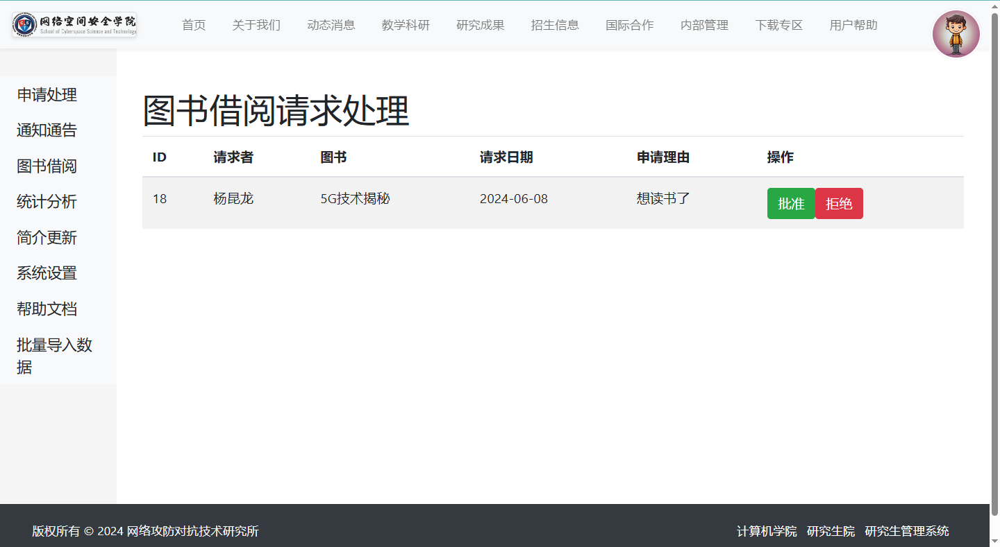 网络空间安全学院
School of Cyberspace Science and Technology
首页 关于我们 动态消息 教学科研 研究成果 招生信息 国际合作 内部管理 下载专区 用户帮助
申请处理
通知通告
图书借阅
统计分析
简介更新
系统设置
帮助文档
批量导入数
据
图书借阅请求处理
ID 请求者 图书 请求日期 申请理由 操作
18 杨昆龙 5G技术揭秘 2024-06-08 想读书了 批准 拒绝
版权所有 © 2024 网络攻防对抗技术研究所
计算机学院 研究生院 研究生管理系统